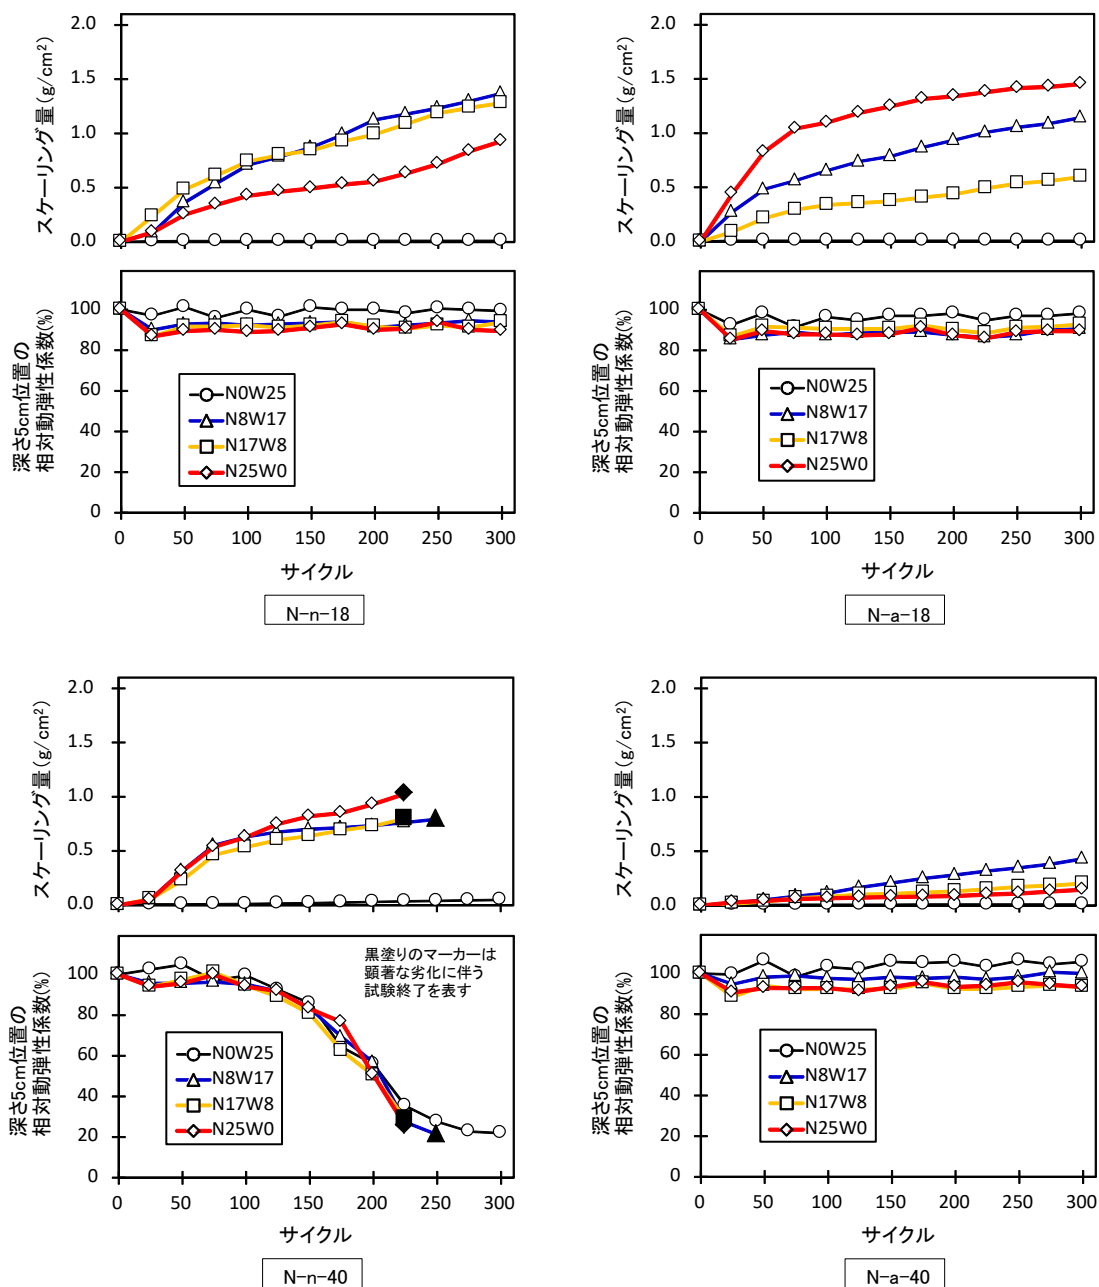 2.0
1.5
1.0
0.5
0.0
スケーリング量(g/cm²)
100
80
60
40
20
0
深さ5cm位置の
相対動弾性係数(%)
N0W25
N8W17
N17W8
N25W0
0 50 100 150 200 250 300
サイクル
N-n-18
2.0
1.5
1.0
0.5
0.0
スケーリング量(g/cm²)
100
80
60
40
20
0
深さ5cm位置の
相対動弾性係数(%)
N0W25
N8W17
N17W8
N25W0
0 50 100 150 200 250 300
サイクル
N-a-18
2.0
1.5
1.0
0.5
0.0
スケーリング量(g/cm²)
黒塗りのマーカーは
顕著な劣化に伴う
試験終了を表す
100
80
60
40
20
0
深さ5cm位置の
相対動弾性係数(%)
N0W25
N8W17
N17W8
N25W0
0 50 100 150 200 250 300
サイクル
N-n-40
2.0
1.5
1.0
0.5
0.0
スケーリング量(g/cm²)
100
80
60
40
20
0
深さ5cm位置の
相対動弾性係数(%)
N0W25
N8W17
N17W8
N25W0
0 50 100 150 200 250 300
サイクル
N-a-40